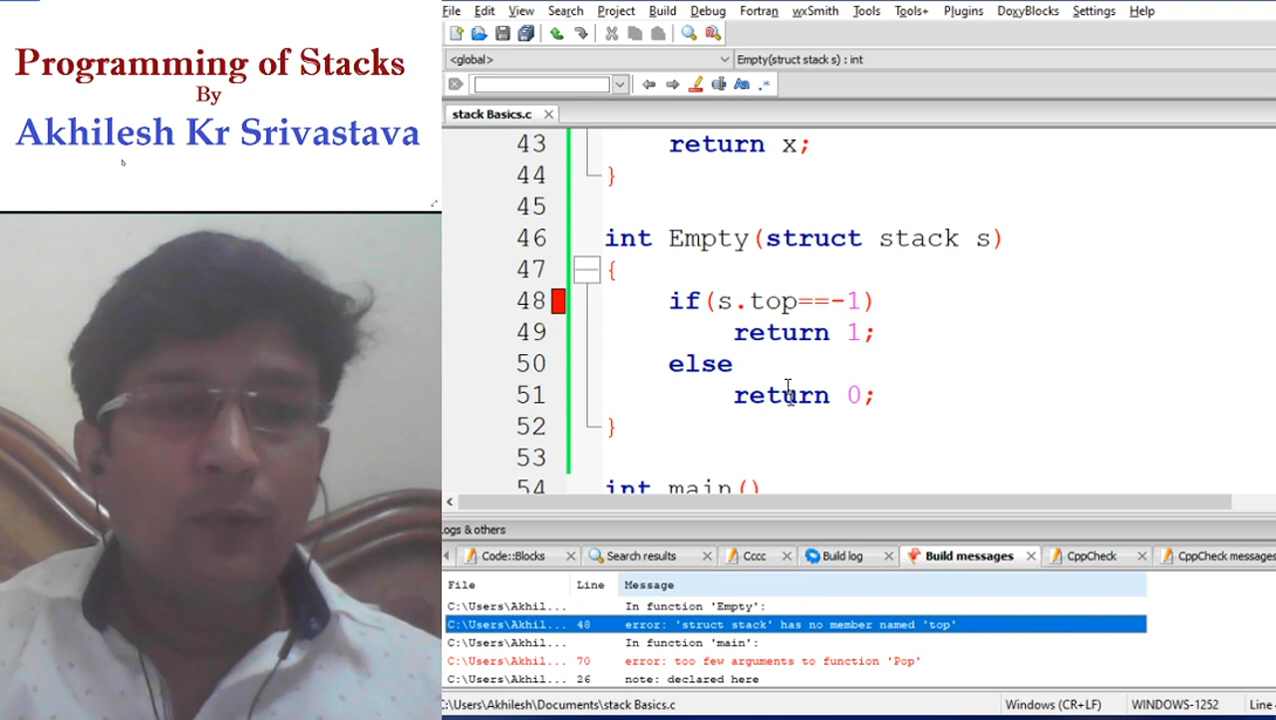 Programming of Stacks
By
Akhilesh Kr Srivastava
File Edit View Search Project Build Debug Fortran wxSmith Tools Tools+ Plugins DoxyBlocks Settings Help
<global> Empty(struct stack s) : int
stack Basics.c
43 return x;
44 }
45
46 int Empty(struct stack s)
47 {
48 if(s.top==-1)
49 return 1;
50 else
51 return 0;
52 }
53
54 int main()
ogs & others
Code::Blocks Search results Cccc Build log Build messages CppCheck CppCheck messages
File Line Message
C:\Users\Akhil... In function 'Empty':
C:\Users\Akhil... 48 error: 'struct stack' has no member named 'top'
C:\Users\Akhil... In function 'main':
C:\Users\Akhil... 70 error: too few arguments to function 'Pop'
C:\Users\Akhil... 26 note: declared here
:\Users\Akhilesh\Documents\stack Basics.c Windows (CR+LF) WINDOWS-1252 Line